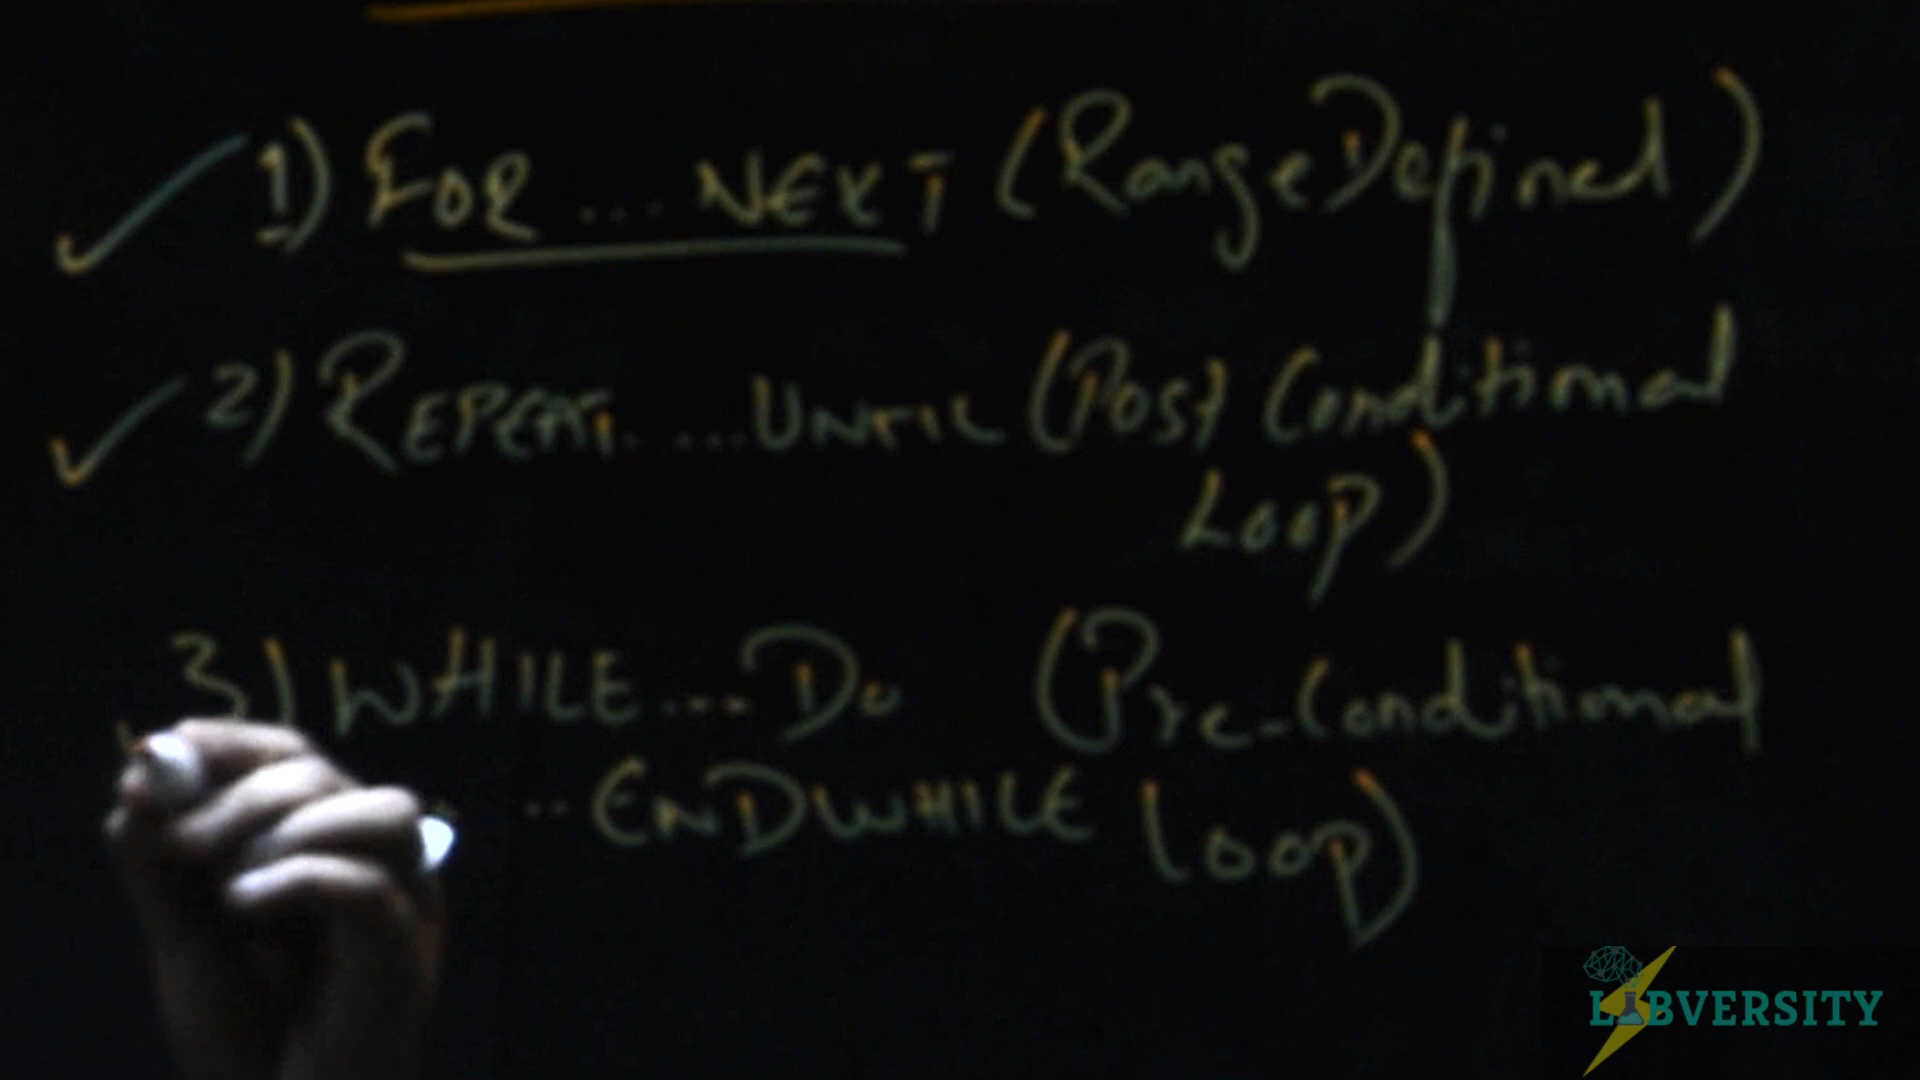 1) FOR ... NEXT (Range Defined)
2) REPEAT.... UNTIL (Post Conditional
Loop)
3) WHILE... Do (Pre-Conditional
.. ENDWHILE Loop)
LABVERSITY